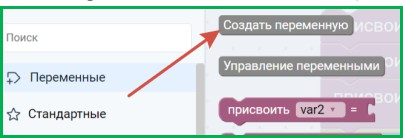 Создать переменную
Поиск
Управление переменными
Переменные
Стандартные
присвоить var2 =